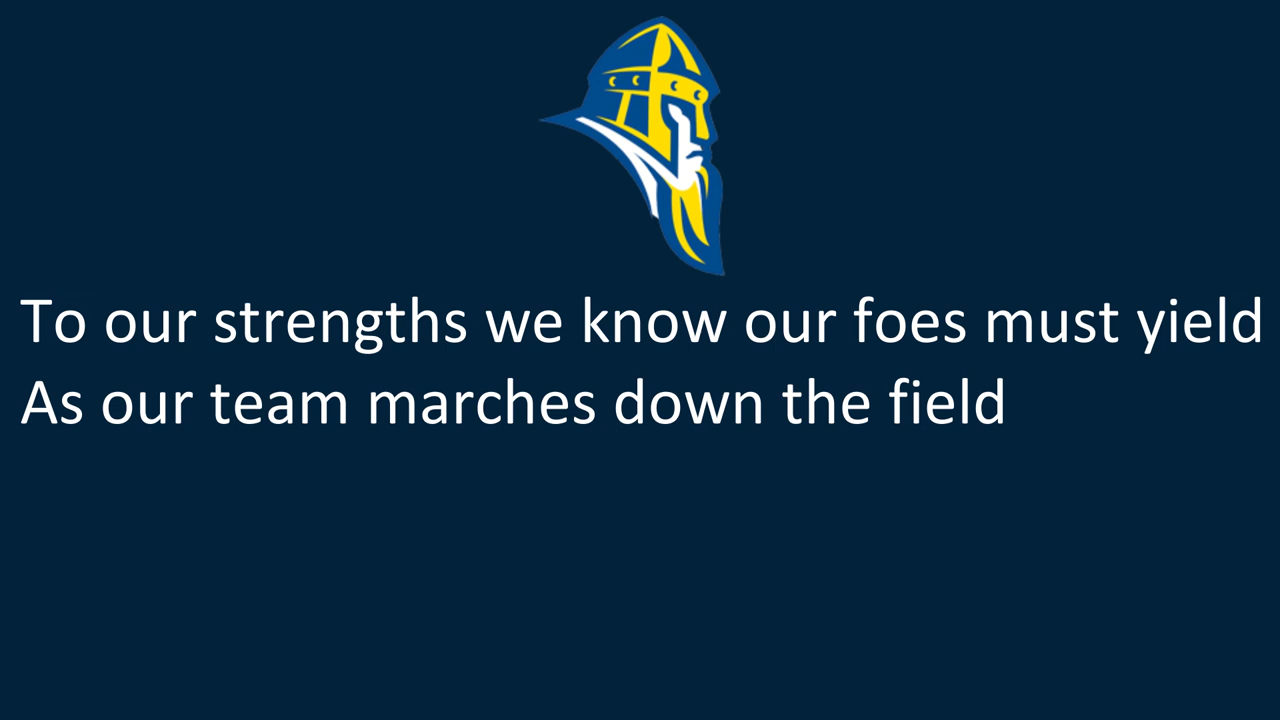 To our strengths we know our foes must yield
As our team marches down the field